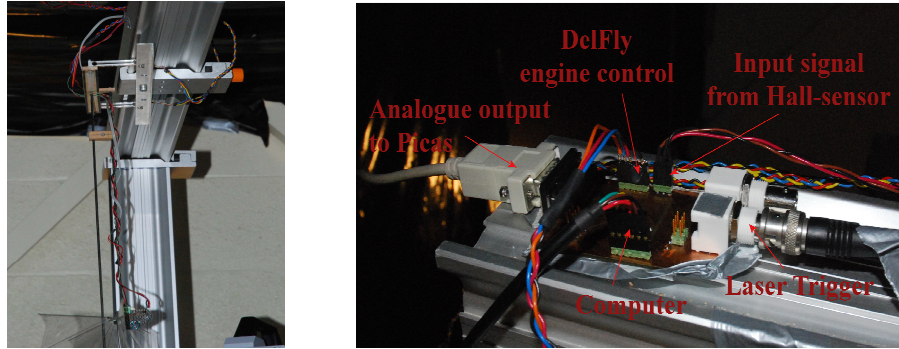 DelFly
engine control
Input signal
from Hall-sensor
Analogue output
to Picas
Computer
Laser Trigger